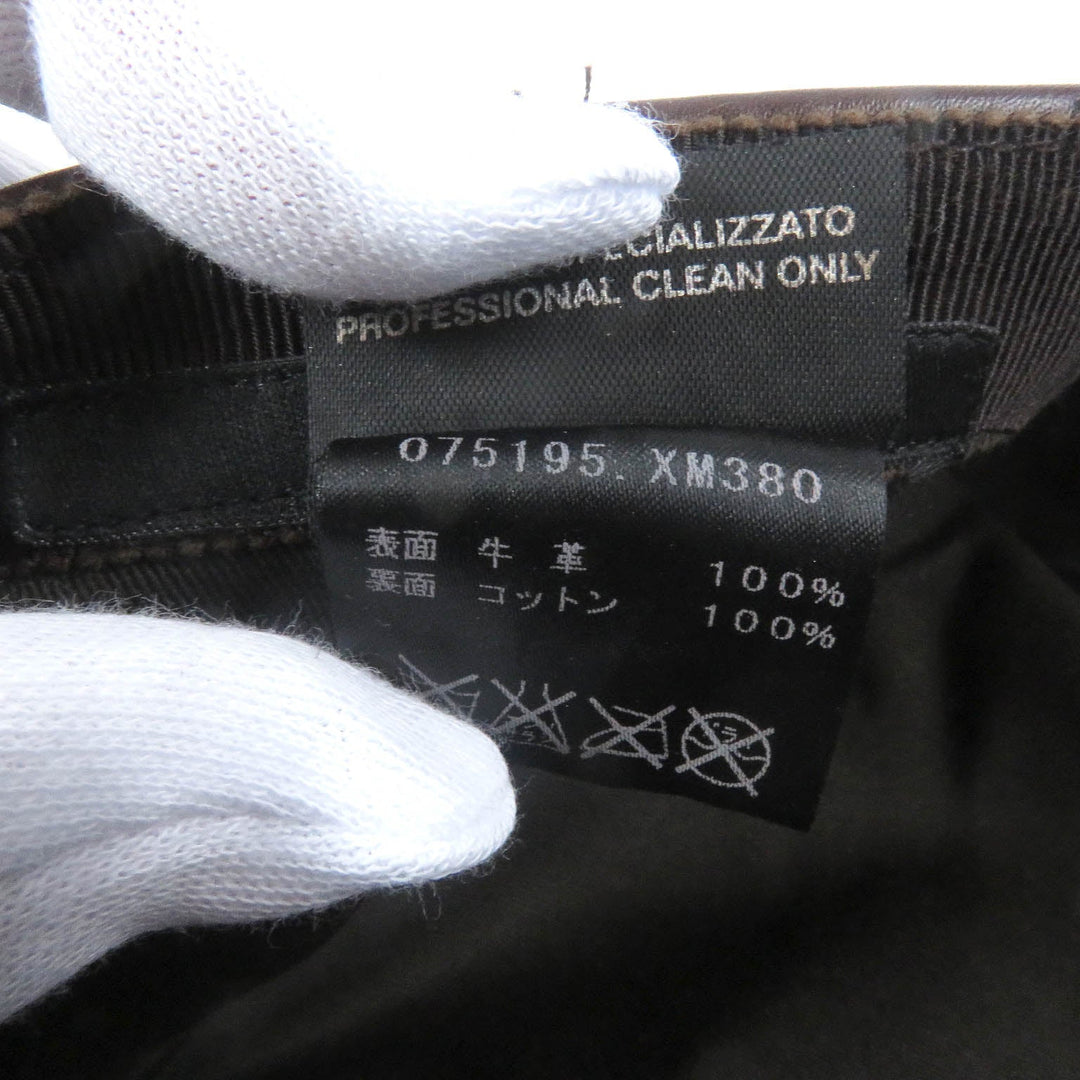 PROFESSIONAL CLEAN ONLY
075195. XM380
表面 牛革 100%
裏面 コットン 100%